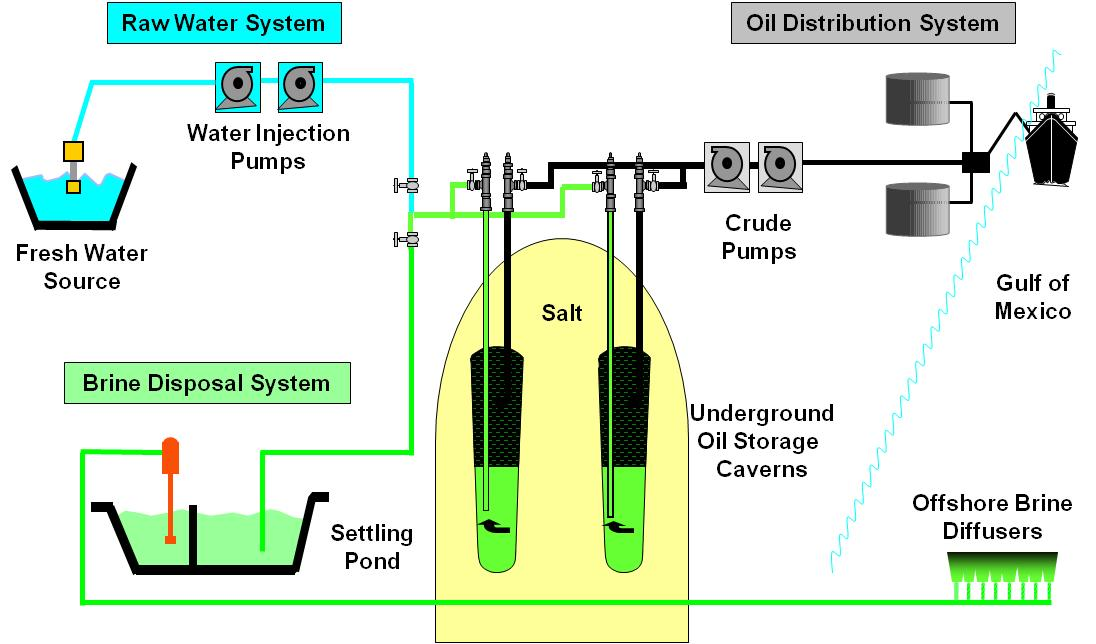 Raw Water System
Oil Distribution System
Water Injection
Pumps
Fresh Water
Source
Crude
Pumps
Gulf of
Mexico
Salt
Brine Disposal System
Underground
Oil Storage
Caverns
Settling
Pond
Offshore Brine
Diffusers